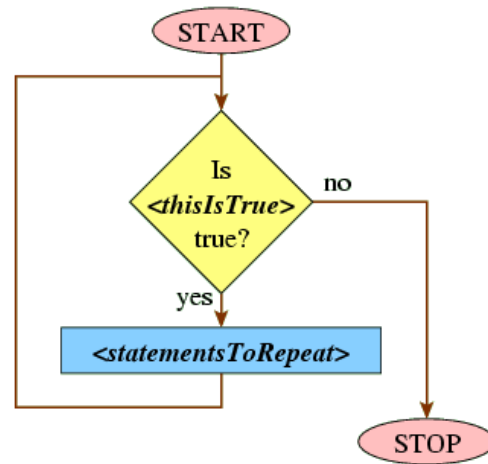 START
Is
<thisIsTrue>
true?
no
yes
<statementsToRepeat>
STOP